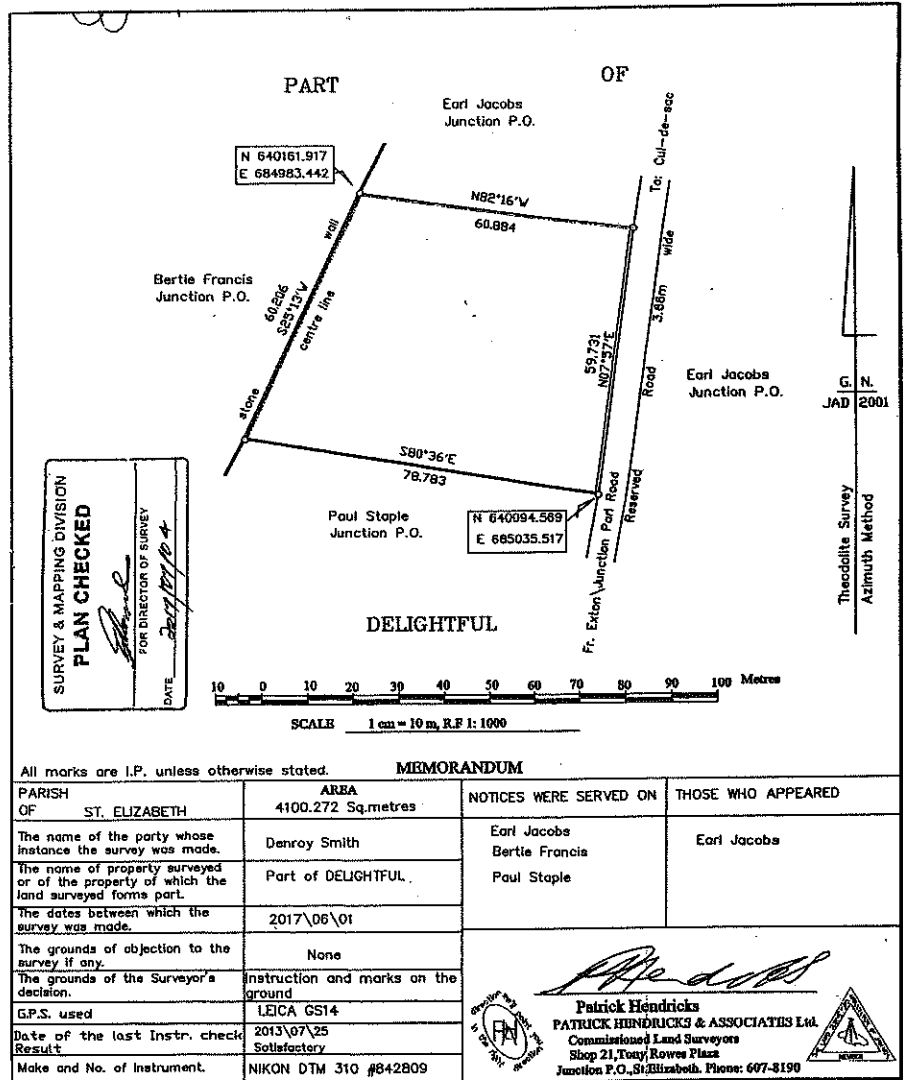 PART OF
Earl Jacobs
Junction P.O.
To: Cul-de-sac
N 640161.917
E 684983.442
N82°16'W
60.884
wall
wide
3.66m
Bertie Francis
Junction P.O.
60.206
S25°13'W
centre line
stone
59.731
N07°57'E
Road
Earl Jacobs
Junction P.O.
G. N.
JAD 2001
S80°36'E
78.783
Reserved
Paul Staple
Junction P.O.
N 640094.569
E 685035.517
Fr. Exton\Junction Parl Road
Theodolite Survey
Azimuth Method
SURVEY & MAPPING DIVISION
PLAN CHECKED
FOR DIRECTOR OF SURVEY
DATE
DELIGHTFUL
10 0 10 20 30 40 50 60 70 80 90 100 Metres
SCALE 1 cm = 10 m, R.F 1: 1000
All marks are I.P. unless otherwise stated.
MEMORANDUM
PARISH
OF ST. ELIZABETH
AREA
4100.272 Sq.metres
NOTICES WERE SERVED ON
THOSE WHO APPEARED
The name of the party whose
instance the survey was made.
Denroy Smith
Earl Jacobs
Bertie Francis
Paul Staple
Earl Jacobs
The name of property surveyed
or of the property of which the
land surveyed forms part.
Part of DELIGHTFUL
The dates between which the
survey was made.
2017\06\01
The grounds of objection to the
survey if any.
None
The grounds of the Surveyor's
decision.
Instruction and marks on the
ground
G.P.S. used
LEICA GS14
Date of the last Instr. check
Result
2013\07\25
Satisfactory
Make and No. of Instrument.
NIKON DTM 310 #842809
PHendricks
Patrick Hendricks
PATRICK HENDRICKS & ASSOCIATES Ltd.
Commissioned Land Surveyors
Shop 21,Tony Rowes Plaza
Junction P.O.,St.Elizabeth. Phone: 607-8190